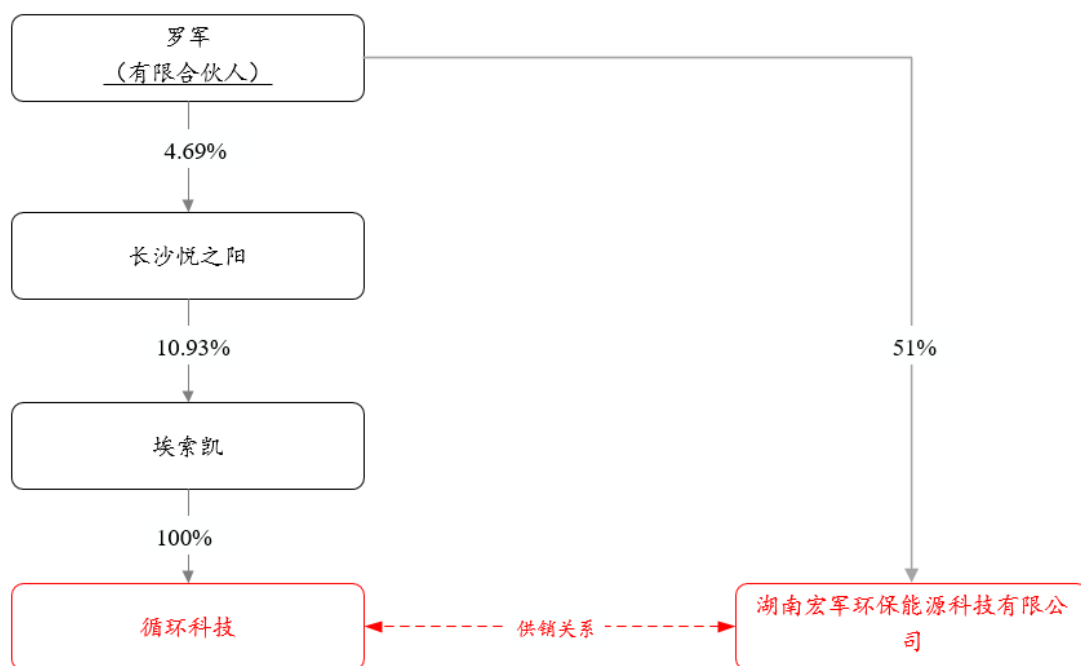 罗军
（有限合伙人）
4.69%
长沙悦之阳
10.93%
51%
埃索凯
100%
循环科技
供销关系
湖南宏军环保能源科技有限公
司